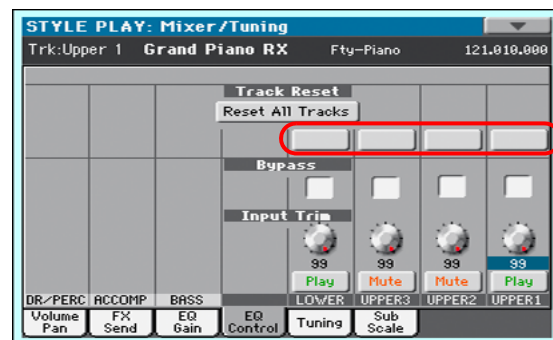 STYLE PLAY: Mixer/Tuning
Trk:Upper 1 Grand Piano RX Fty-Piano 121.010.000
Track Reset
Reset All Tracks
Bypass
Input Trim
99 99 99 99
Play Mute Mute Play
DR/PERC ACCOMP BASS LOWER UPPER3 UPPER2 UPPER1
Volume Pan FX Send EQ Gain EQ Control Tuning Sub Scale